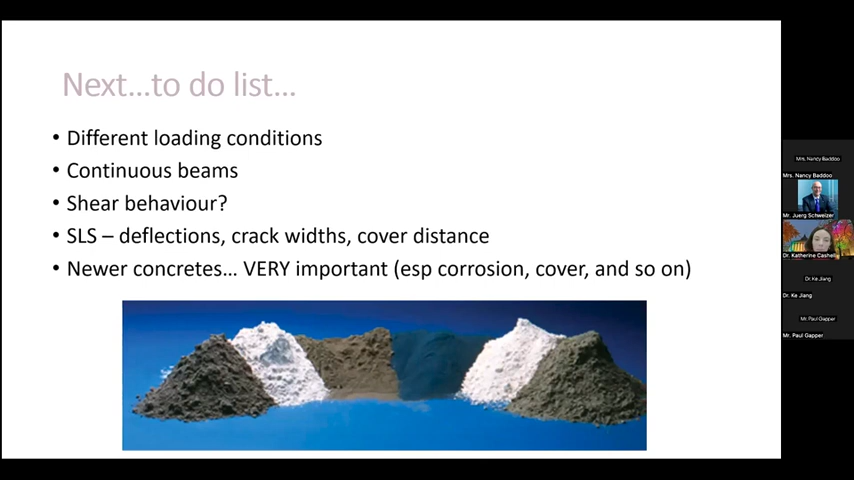 Next...to do list...
• Different loading conditions
• Continuous beams
• Shear behaviour?
• SLS – deflections, crack widths, cover distance
• Newer concretes... VERY important (esp corrosion, cover, and so on)
Mrs. Nancy Baddoo
Mrs. Nancy Baddoo
Mr. Juerg Schweizer
Dr. Katherine Cashell
Dr. Ke Jiang
Dr. Ke Jiang
Mr. Paul Gapper
Mr. Paul Gapper